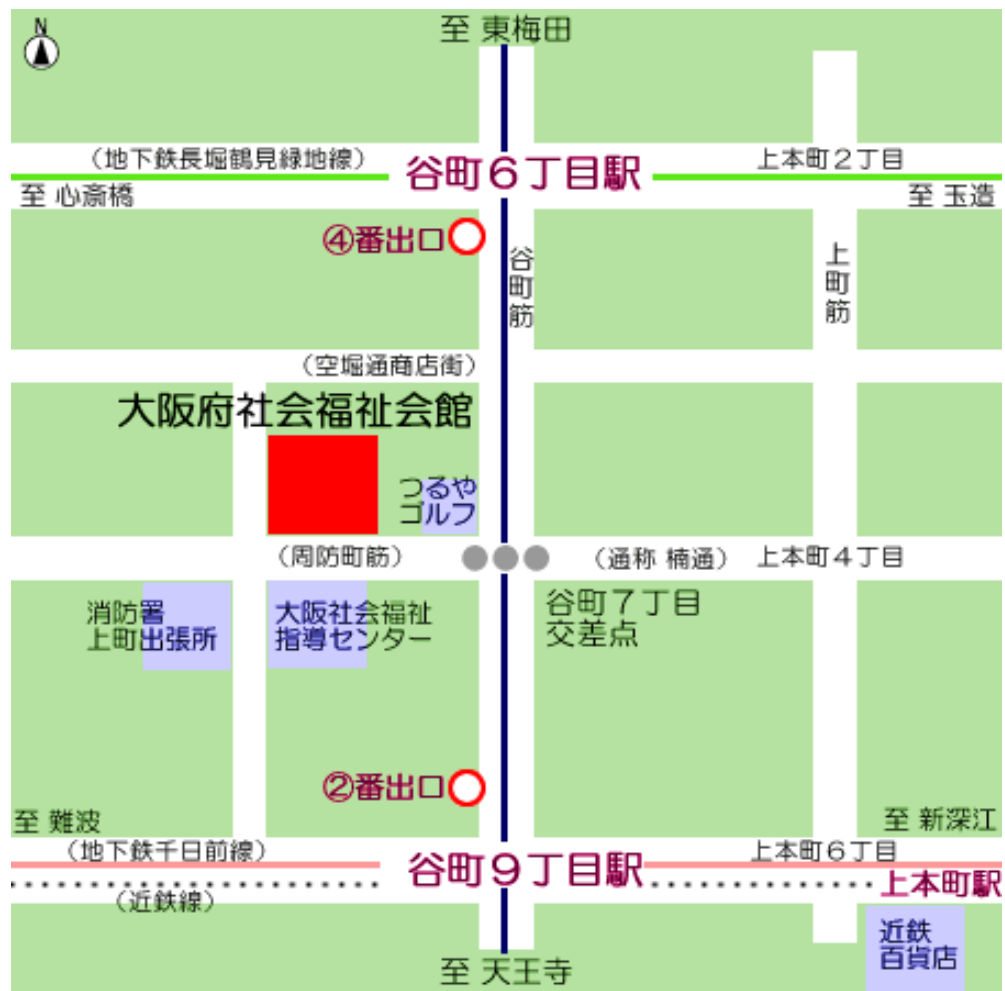 N
至 東梅田
（地下鉄長堀鶴見緑地線）
谷町６丁目駅
上本町２丁目
至 心斎橋
至 玉造
④番出口
谷町筋
上町筋
（空堀通商店街）
大阪府社会福祉会館
つるや
ゴルフ
（周防町筋）
（通称 楠通）
上本町４丁目
消防署
上町出張所
大阪社会福祉
指導センター
谷町７丁目
交差点
②番出口
至 難波
至 新深江
（地下鉄千日前線）
谷町９丁目駅
上本町６丁目
（近鉄線）
上本町駅
近鉄
百貨店
至 天王寺